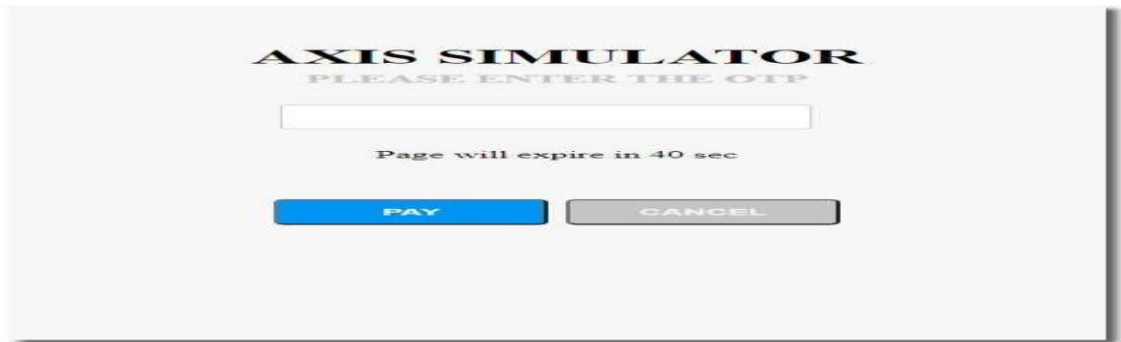 AXIS SIMULATOR
PLEASE ENTER THE OTP
Page will expire in 40 sec
PAY CANCEL